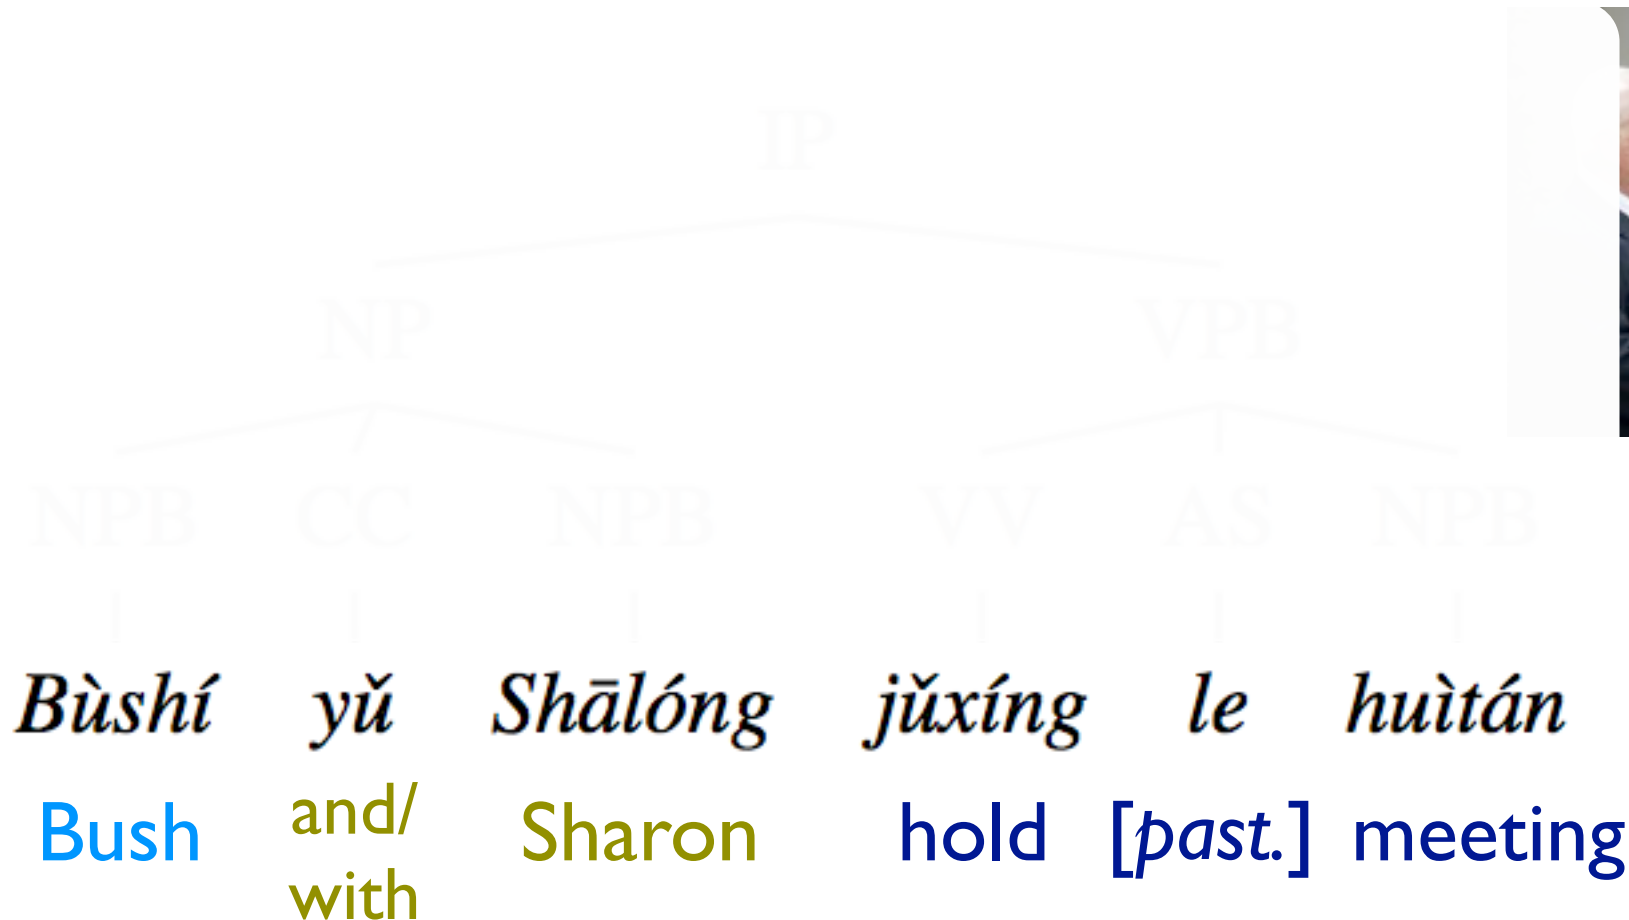 IP
NP VPB
NPB CC NPB VV AS NPB
Bùshí yǔ Shālóng jǔxíng le huìtán
Bush and/ with Sharon hold [past.] meeting